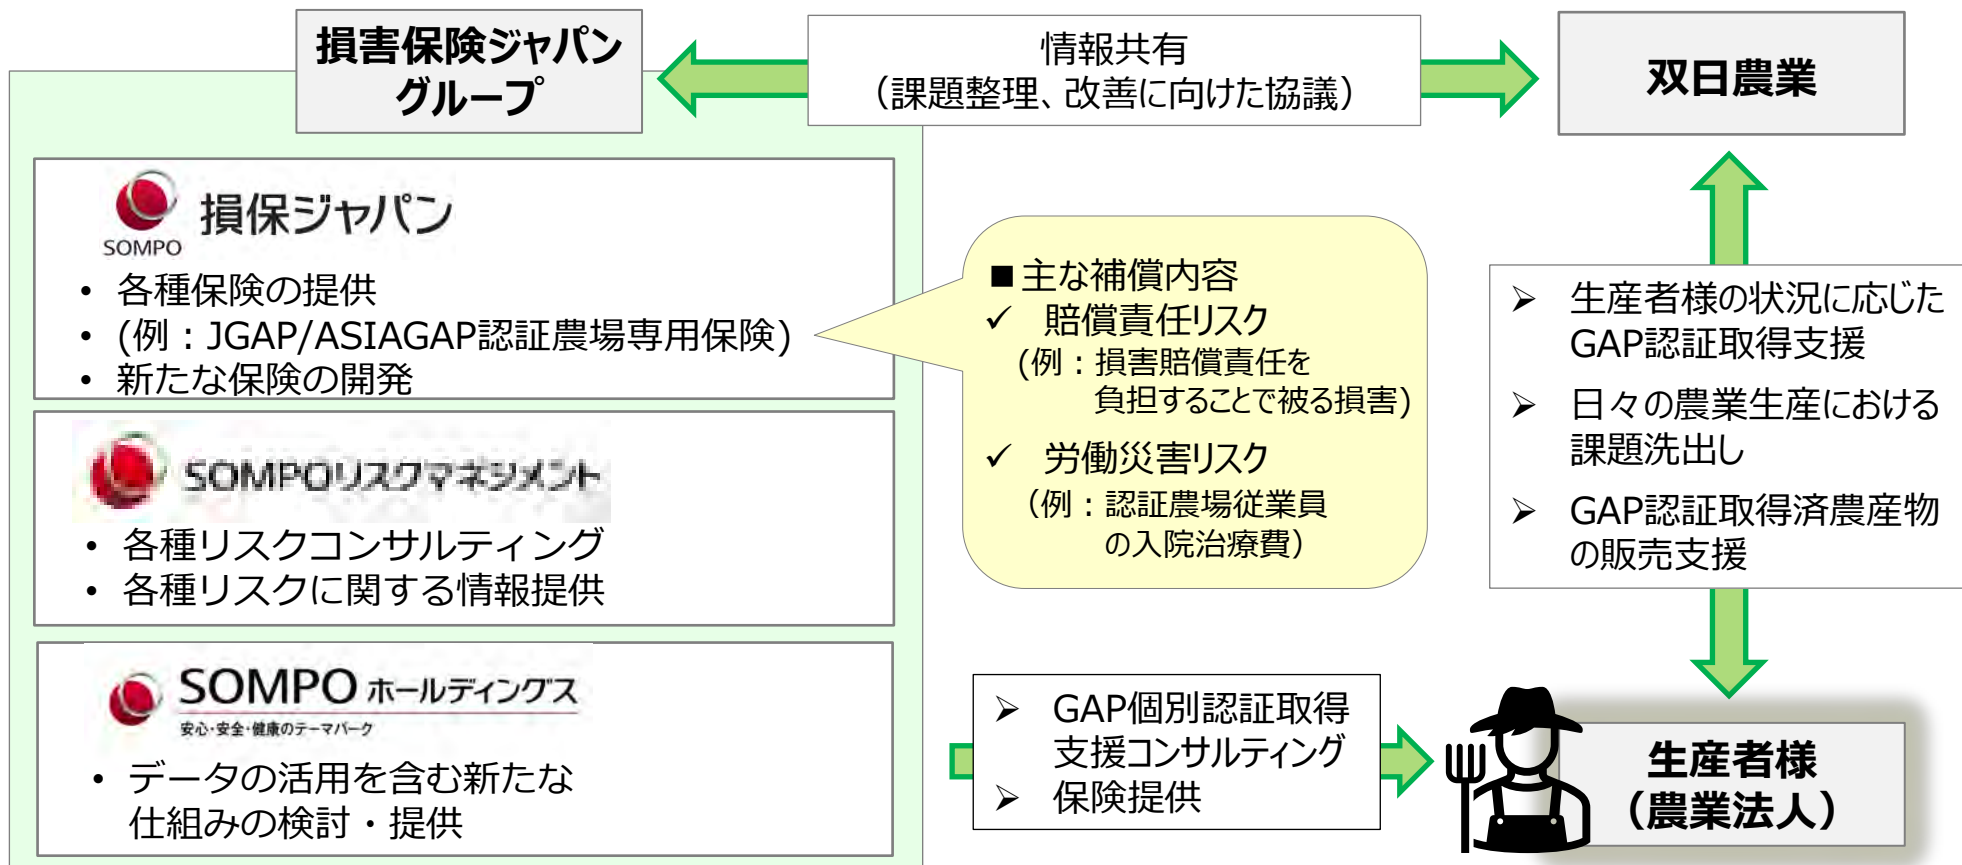 損害保険ジャパン
グループ
情報共有
（課題整理、改善に向けた協議）
双日農業
SOMPO
損保ジャパン
• 各種保険の提供
• (例：JGAP/ASIAGAP認証農場専用保険)
• 新たな保険の開発
■主な補償内容
✓ 賠償責任リスク
(例：損害賠償責任を
負担することで被る損害)
✓ 労働災害リスク
（例：認証農場従業員
の入院治療費）
SOMPOリスクマネジメント
• 各種リスクコンサルティング
• 各種リスクに関する情報提供
SOMPO ホールディングス
安心・安全・健康のテーマパーク
• データの活用を含む新たな
仕組みの検討・提供
➢ GAP個別認証取得
支援コンサルティング
➢ 保険提供
➢ 生産者様の状況に応じた
GAP認証取得支援
➢ 日々の農業生産における
課題洗出し
➢ GAP認証取得済農産物
の販売支援
生産者様
（農業法人）